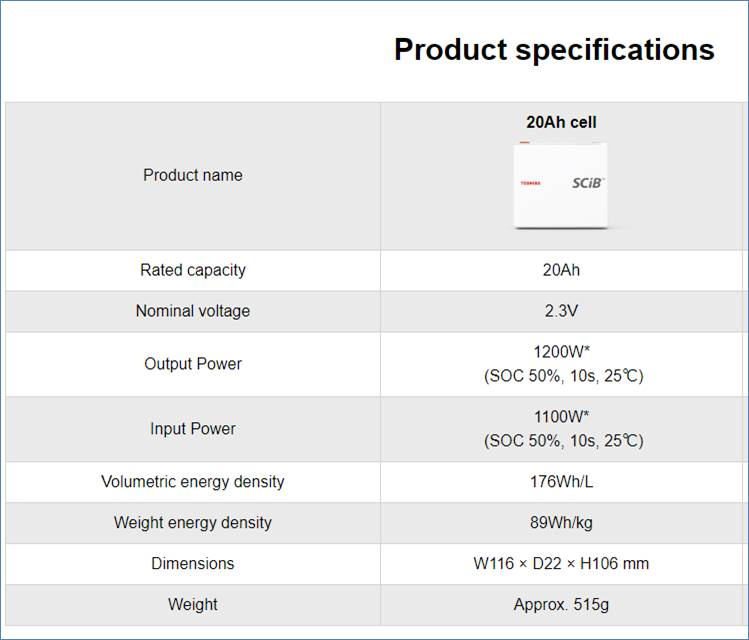 Product specifications
Product name
20Ah cell
TOSHIBA
SCiB™
Rated capacity
20Ah
Nominal voltage
2.3V
Output Power
1200W*
(SOC 50%, 10s, 25℃)
Input Power
1100W*
(SOC 50%, 10s, 25℃)
Volumetric energy density
176Wh/L
Weight energy density
89Wh/kg
Dimensions
W116 × D22 × H106 mm
Weight
Approx. 515g